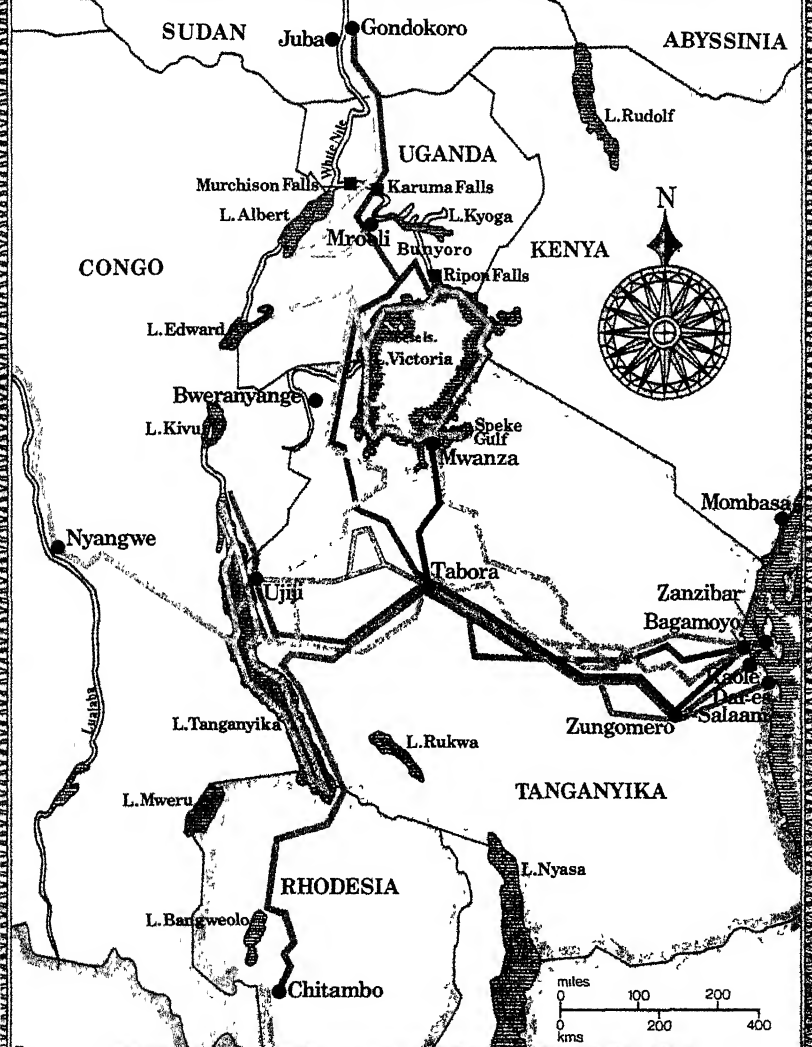 SUDAN
Juba
Gondokoro
ABYSSINIA
L.Rudolf
White Nile
UGANDA
Murchison Falls
Karuma Falls
L.Albert
L.Kyoga
N
Mrooli
Bunyoro
KENYA
CONGO
Ripon Falls
L.Edward
L.Victoria
Bweranyange
L.Kivu
Speke
Gulf
Mwanza
Mombasa
Nyangwe
Tabora
Ujiji
Zanzibar
Bagamoyo
Kaole
Dar-es-
Salaam
Lualaba
L.Tanganyika
L.Rukwa
Zungomero
L.Mweru
TANGANYIKA
L.Nyasa
RHODESIA
L.Bangweolo
Chitambo
miles
0 100 200
0 200 400
kms